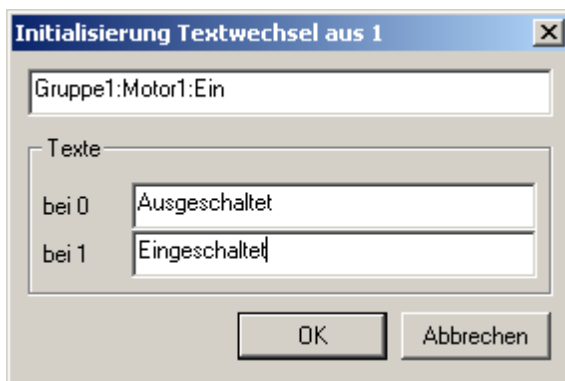 Initialisierung Textwechsel aus 1
Gruppe1:Motor1:Ein
Texte
bei 0 Ausgeschaltet
bei 1 Eingeschaltet
OK Abbrechen